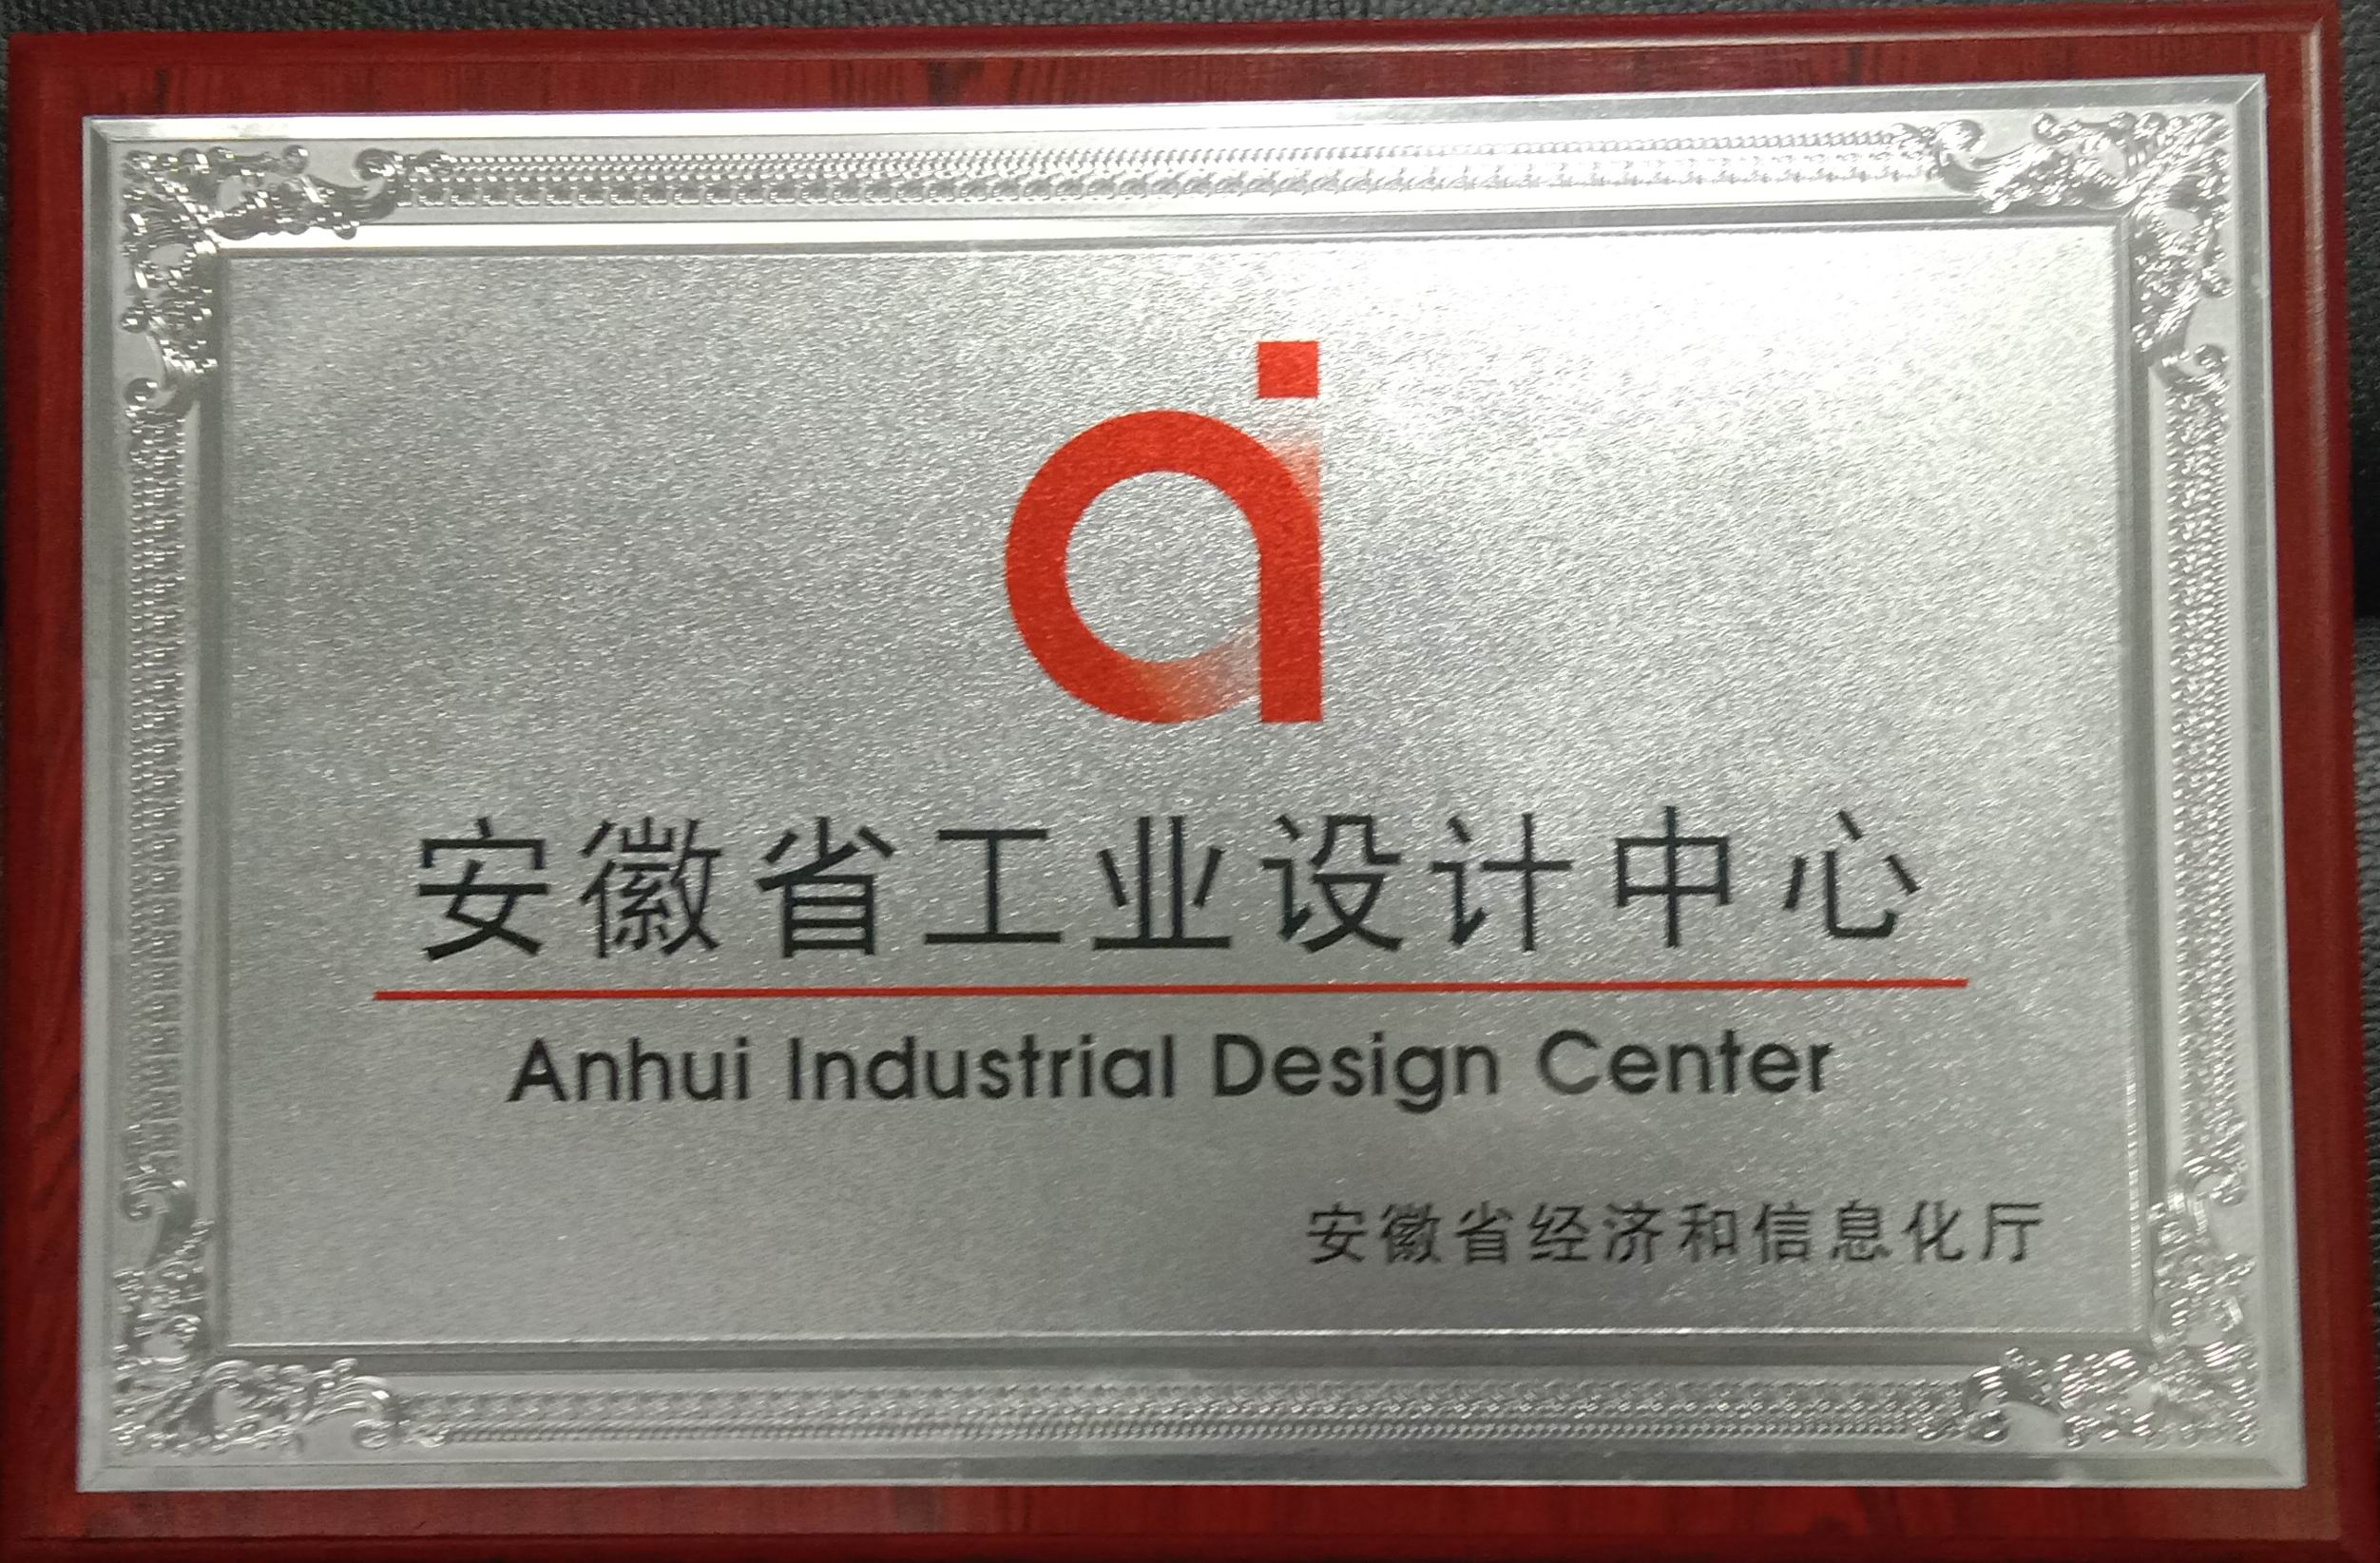 ai
安徽省工业设计中心
Anhui Industrial Design Center
安徽省经济和信息化厅